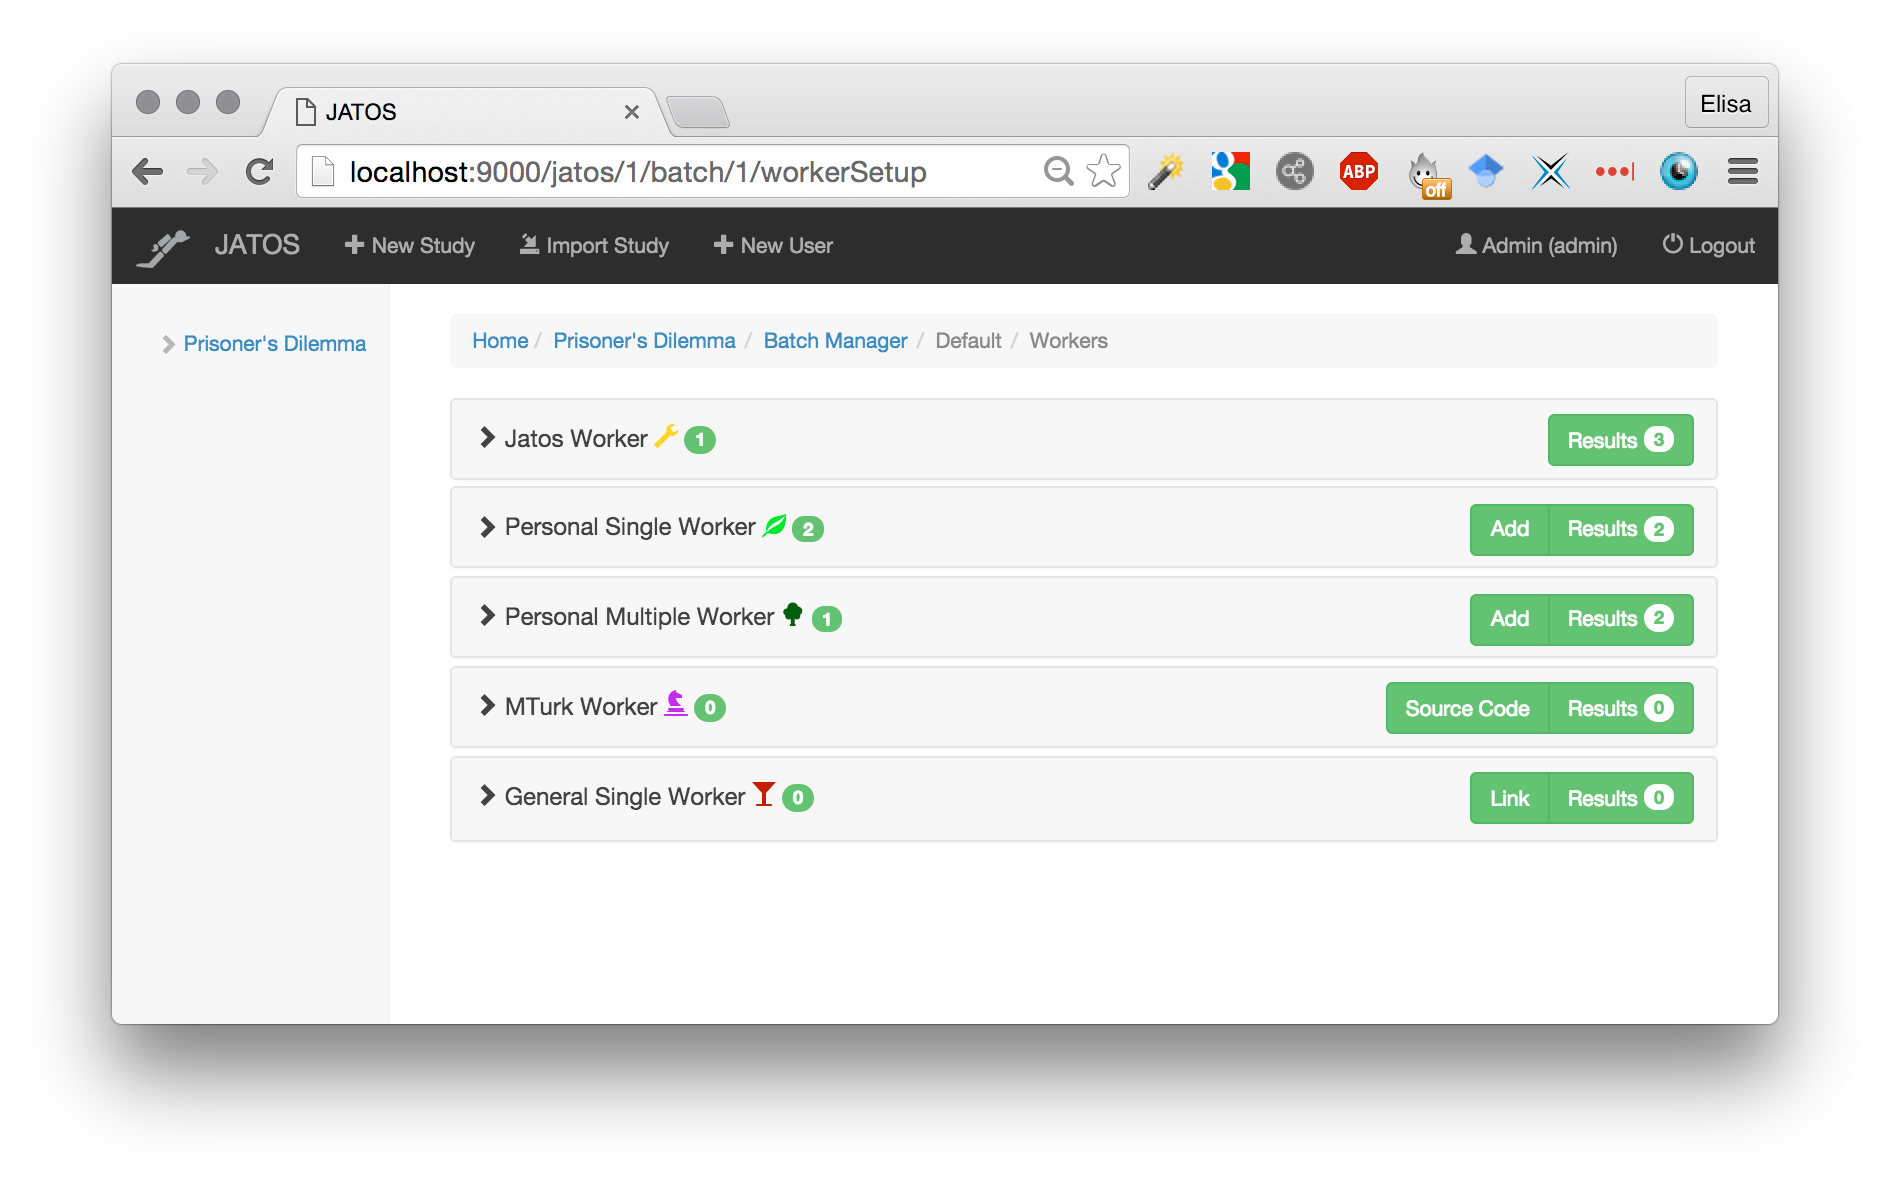 JATOS
Elisa
localhost:9000/jatos/1/batch/1/workerSetup
ABP
off
JATOS New Study Import Study New User Admin (admin) Logout
Prisoner's Dilemma
Home / Prisoner's Dilemma / Batch Manager / Default / Workers
Jatos Worker 1 Results 3
Personal Single Worker 2 Add Results 2
Personal Multiple Worker 1 Add Results 2
MTurk Worker 0 Source Code Results 0
General Single Worker 0 Link Results 0